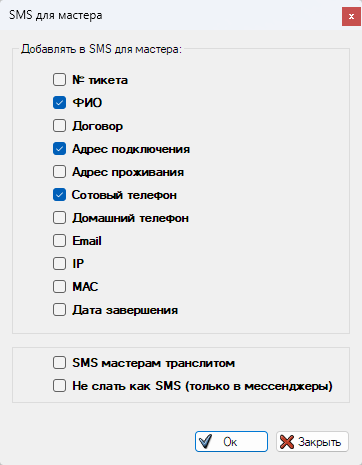 SMS для мастера
Добавлять в SMS для мастера:
№ тикета
ФИО
Договор
Адрес подключения
Адрес проживания
Сотовый телефон
Домашний телефон
Email
IP
MAC
Дата завершения
SMS мастерам транслитом
Не слать как SMS (только в мессенджеры)
Ок
Закрыть